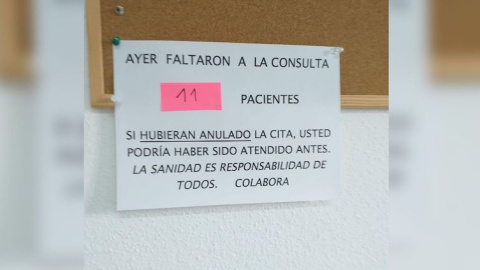 AYER FALTARON A LA CONSULTA
11 PACIENTES
SI HUBIERAN ANULADO LA CITA, USTED
PODRÍA HABER SIDO ATENDIDO ANTES.
LA SANIDAD ES RESPONSABILIDAD DE
TODOS. COLABORA